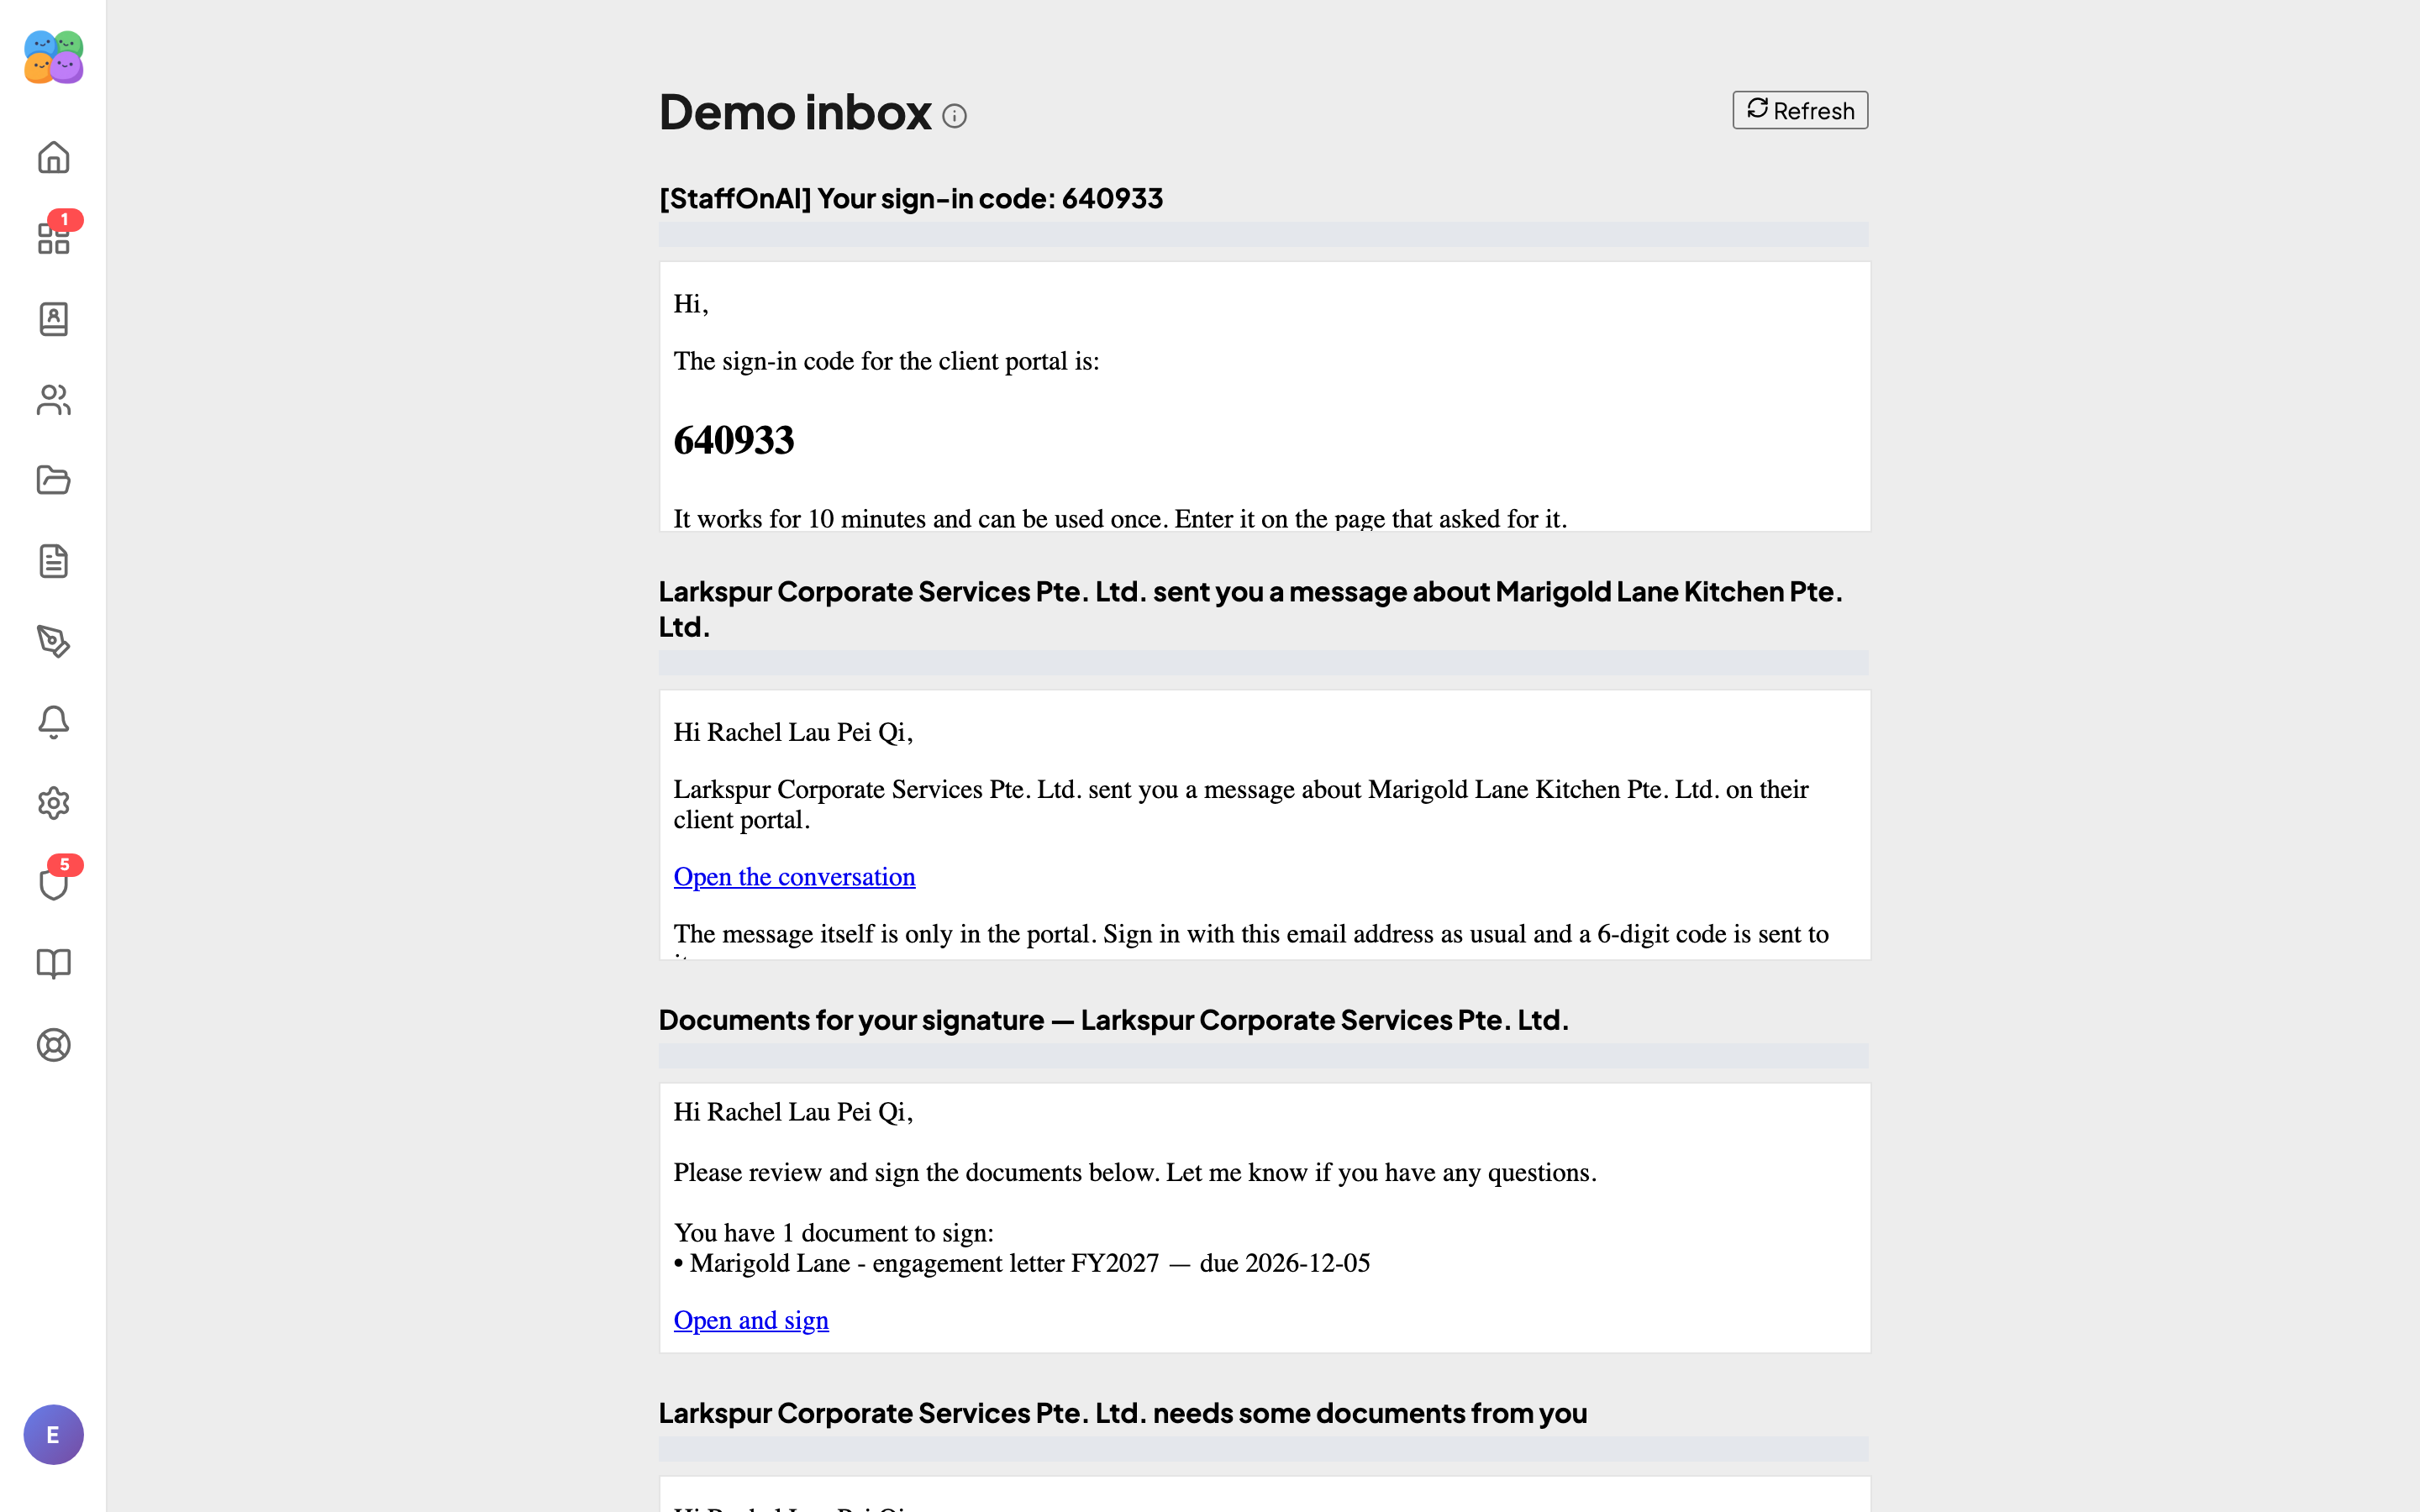 Demo inbox
Refresh
1
[StaffOnAI] Your sign-in code: 640933
Hi,
The sign-in code for the client portal is:
640933
It works for 10 minutes and can be used once. Enter it on the page that asked for it.
Larkspur Corporate Services Pte. Ltd. sent you a message about Marigold Lane Kitchen Pte.
Ltd.
Hi Rachel Lau Pei Qi,
Larkspur Corporate Services Pte. Ltd. sent you a message about Marigold Lane Kitchen Pte. Ltd. on their
client portal.
5
Open the conversation
The message itself is only in the portal. Sign in with this email address as usual and a 6-digit code is sent to
Documents for your signature — Larkspur Corporate Services Pte. Ltd.
Hi Rachel Lau Pei Qi,
Please review and sign the documents below. Let me know if you have any questions.
You have 1 document to sign:
• Marigold Lane - engagement letter FY2027 — due 2026-12-05
Open and sign
Larkspur Corporate Services Pte. Ltd. needs some documents from you
E